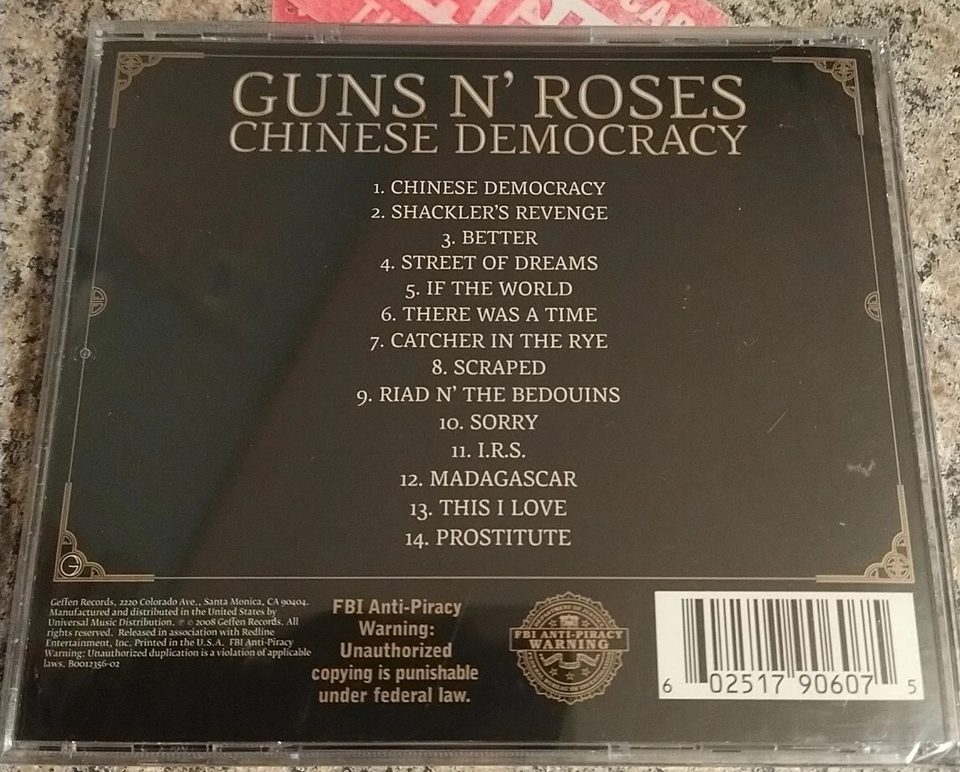 GUNS N' ROSES
CHINESE DEMOCRACY
1. CHINESE DEMOCRACY
2. SHACKLER'S REVENGE
3. BETTER
4. STREET OF DREAMS
5. IF THE WORLD
6. THERE WAS A TIME
7. CATCHER IN THE RYE
8. SCRAPED
9. RIAD N' THE BEDOUINS
10. SORRY
11. I.R.S.
12. MADAGASCAR
13. THIS I LOVE
14. PROSTITUTE
Geffen Records, 2220 Colorado Ave., Santa Monica, CA 90404.
Manufactured and distributed in the United States by
Universal Music Distribution. ℗ © 2008 Geffen Records. All
rights reserved. Released in association with Redline
Entertainment, Inc. Printed in the U.S.A. FBI Anti-Piracy
Warning: Unauthorized duplication is a violation of applicable
laws. B0012356-02
FBI Anti-Piracy
Warning:
Unauthorized
copying is punishable
under federal law.
FBI ANTI-PIRACY
WARNING
6 02517 90607 5